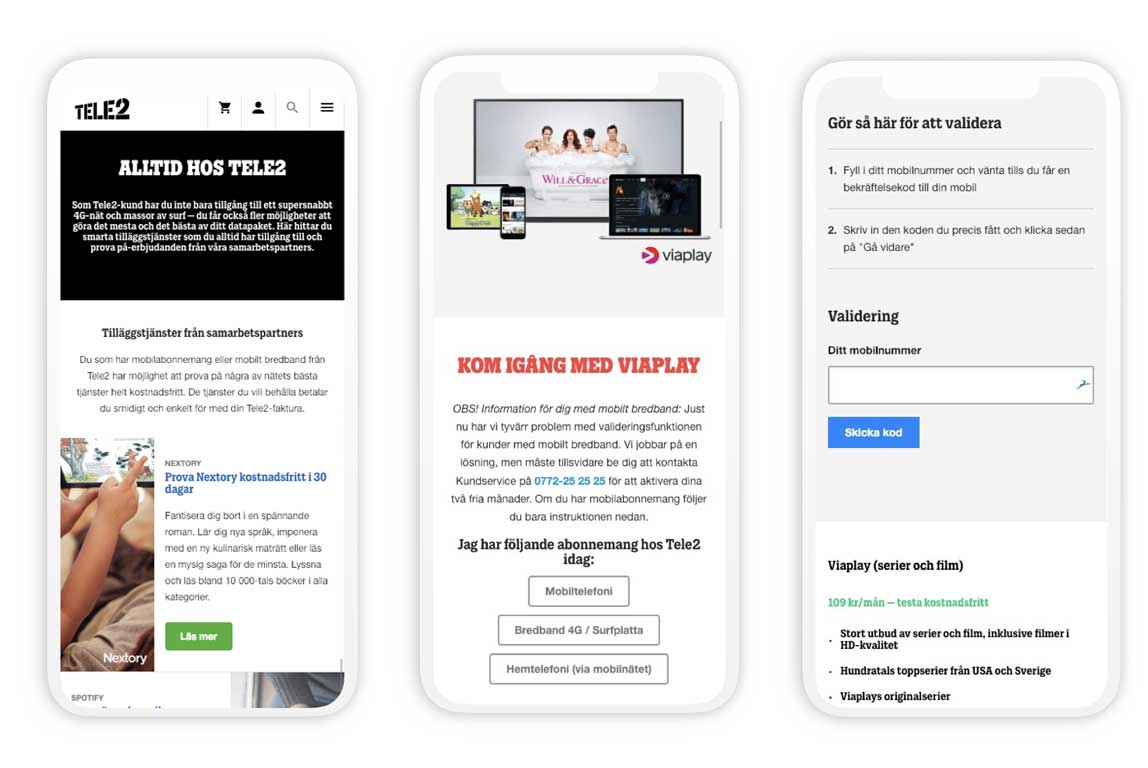 TELE2
ALLTID HOS TELE2
Som Tele2-kund har du inte bara tillgång till ett supersnabbt
4G-nät och massor av surf – du får också fler möjligheter att
göra det mesta och det bästa av ditt datapaket. Här hittar du
smarta tilläggstjänster som du alltid har tillgång till och
prova på-erbjudanden från våra samarbetspartners.
Tilläggstjänster från samarbetspartners
Du som har mobilabonnemang eller mobilt bredband från
Tele2 har möjlighet att prova på några av nätets bästa
tjänster helt kostnadsfritt. De tjänster du vill behålla betalar
du smidigt och enkelt för med din Tele2-faktura.
NEXTORY
Prova Nextory kostnadsfritt i 30
dagar
Fantisera dig bort i en spännande
roman. Lär dig nya språk, imponera
med en ny kulinarisk maträtt eller läs
en mysig saga för de minsta. Lyssna
och läs bland 10 000-tals böcker i alla
kategorier.
Läs mer
Nextory
SPOTIFY
WILL & GRACE
viaplay
KOM IGÅNG MED VIAPLAY
OBS! Information för dig med mobilt bredband: Just
nu har vi tyvärr problem med valideringsfunktionen
för kunder med mobilt bredband. Vi jobbar på en
lösning, men måste tillsvidare be dig att kontakta
Kundservice på 0772-25 25 25 för att aktivera dina
två fria månader. Om du har mobilabonnemang följer
du bara instruktionen nedan.
Jag har följande abonnemang hos Tele2
idag:
Mobiltelefoni
Bredband 4G / Surfplatta
Hemtelefoni (via mobilnätet)
Gör så här för att validera
1. Fyll i ditt mobilnummer och vänta tills du får en
bekräftelsekod till din mobil
2. Skriv in den koden du precis fått och klicka sedan
på "Gå vidare"
Validering
Ditt mobilnummer
Skicka kod
Viaplay (serier och film)
109 kr/mån – testa kostnadsfritt
· Stort utbud av serier och film, inklusive filmer i
HD-kvalitet
· Hundratals toppserier från USA och Sverige
· Viaplays originalserier